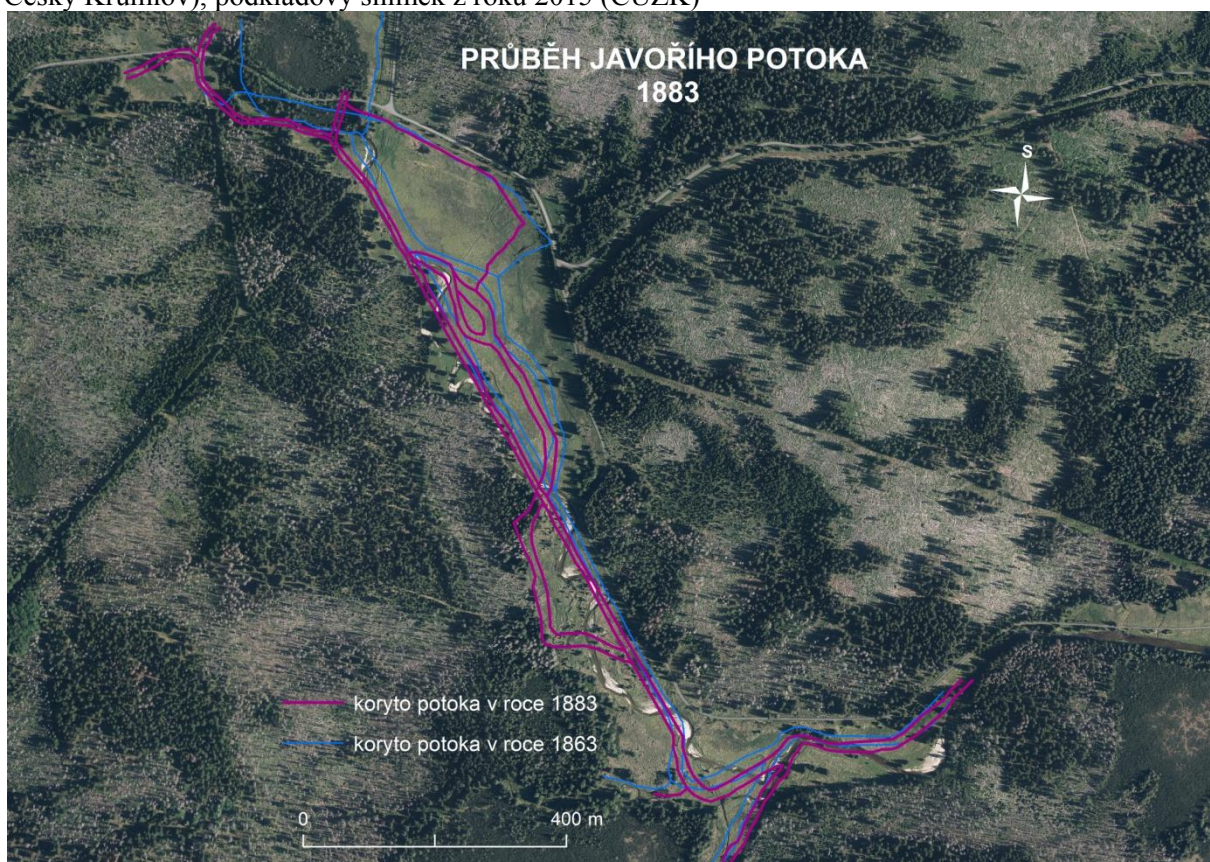 Český Krumlov), podkladový snímek z roku 2015 (ČÚZK)
PRŮBĚH JAVOŘÍHO POTOKA
1883
S
koryto potoka v roce 1883
koryto potoka v roce 1863
0 400 m